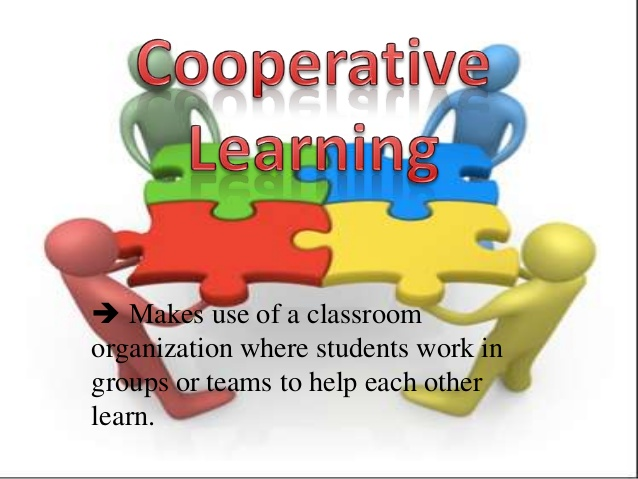 Cooperative
Learning
➔ Makes use of a classroom
organization where students work in
groups or teams to help each other
learn.